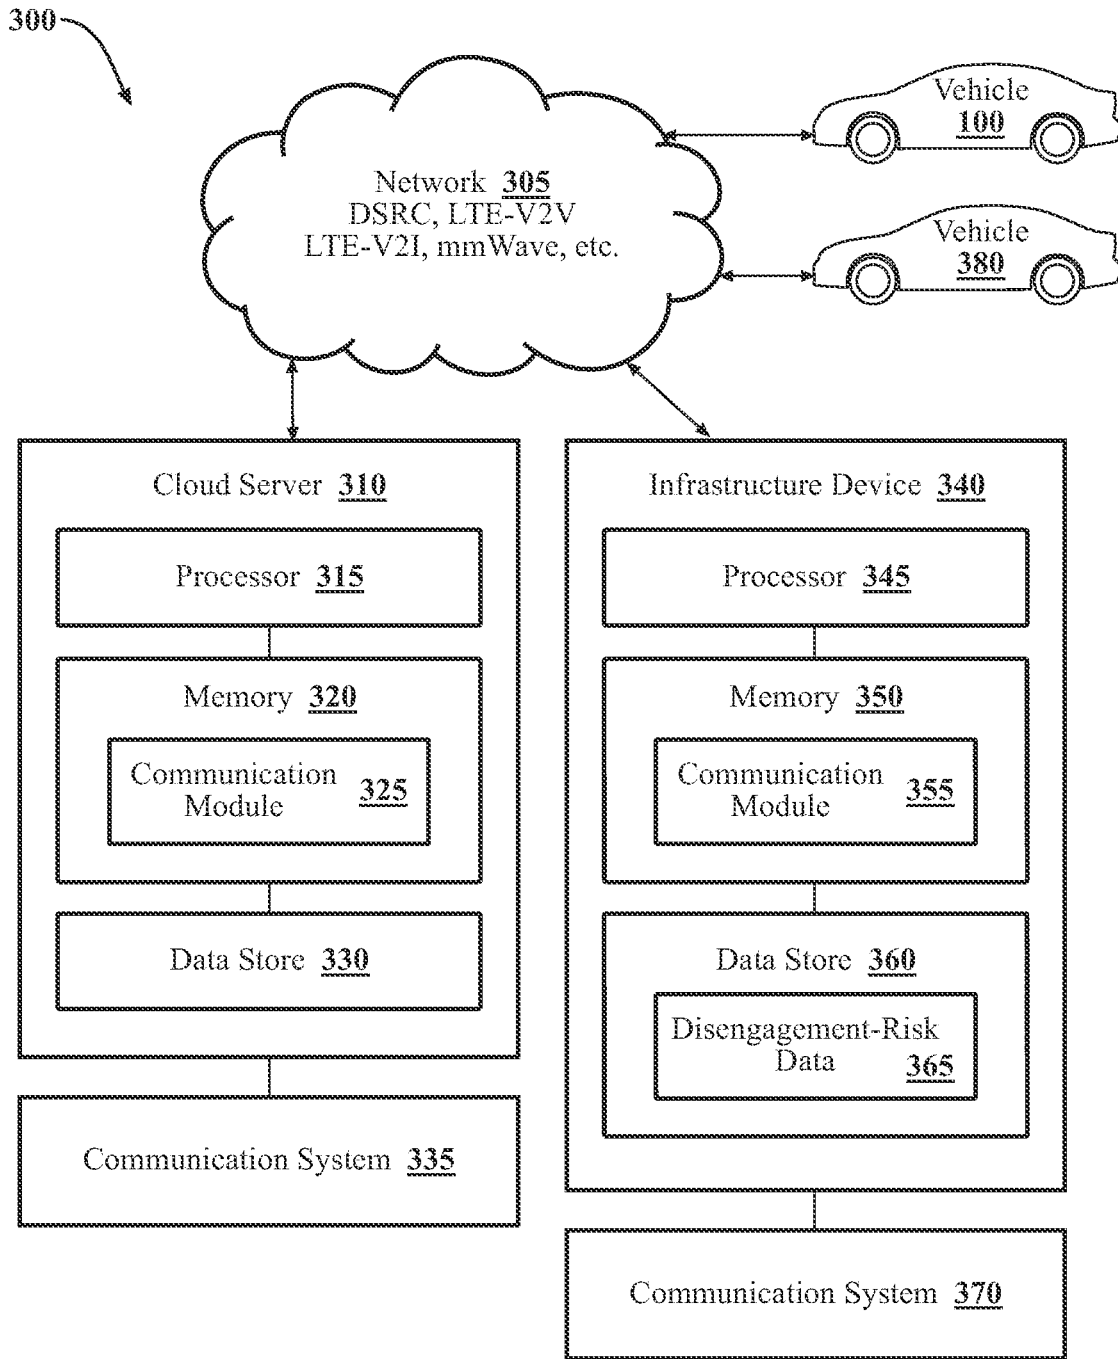 300
Vehicle
100
Network 305
DSRC, LTE-V2V
LTE-V2I, mmWave, etc.
Vehicle
380
Cloud Server 310
Processor 315
Memory 320
Communication
Module 325
Data Store 330
Communication System 335
Infrastructure Device 340
Processor 345
Memory 350
Communication
Module 355
Data Store 360
Disengagement-Risk
Data 365
Communication System 370